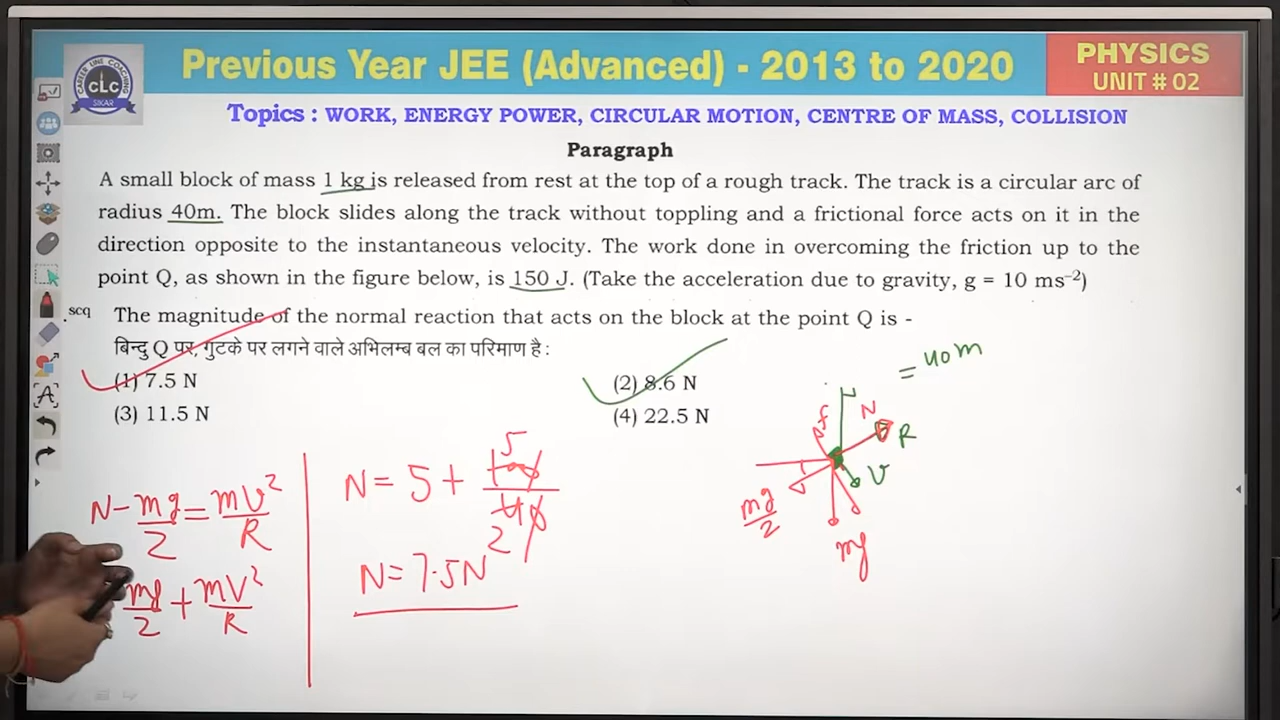 Previous Year JEE (Advanced) - 2013 to 2020
PHYSICS
UNIT # 02
CAREER LINE COACHING
CLC
SIKAR
Topics : WORK, ENERGY POWER, CIRCULAR MOTION, CENTRE OF MASS, COLLISION
Paragraph
A small block of mass 1 kg is released from rest at the top of a rough track. The track is a circular arc of
radius 40m. The block slides along the track without toppling and a frictional force acts on it in the
direction opposite to the instantaneous velocity. The work done in overcoming the friction up to the
point Q, as shown in the figure below, is 150 J. (Take the acceleration due to gravity, g = 10 ms⁻²)
scq
The magnitude of the normal reaction that acts on the block at the point Q is -
बिन्दु Q पर, गुटके पर लगने वाले अभिलम्ब बल का परिमाण है :
(1) 7.5 N
(2) 8.6 N
(3) 11.5 N
(4) 22.5 N
= 40m
f
N
R
V
mg/2
mg
N - mg/2 = mV²/R
mg/2 + mV²/R
5
N = 5 + 100/40
2
N = 7.5N
A